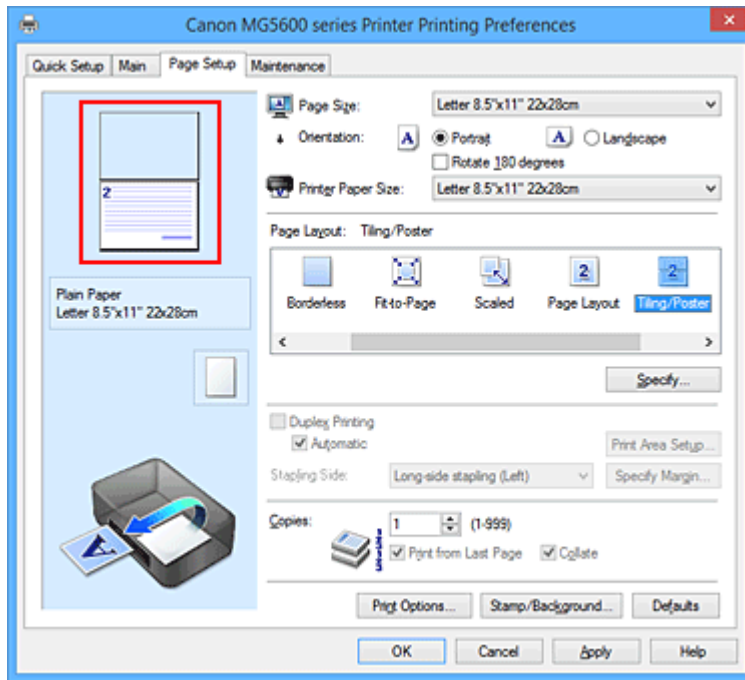 Canon MG5600 series Printer Printing Preferences
Quick Setup Main Page Setup Maintenance
2
Plain Paper
Letter 8.5"x11" 22x28cm
A
Page Size: Letter 8.5"x11" 22x28cm
Orientation: A Portrait A Landscape
Rotate 180 degrees
Printer Paper Size: Letter 8.5"x11" 22x28cm
Page Layout: Tiling/Poster
2 2
Borderless Fit-to-Page Scaled Page Layout Tiling/Poster
Specify...
Duplex Printing
Automatic Print Area Setup...
Stapling Side: Long-side stapling (Left) Specify Margin...
Copies: 1 (1-999)
Print from Last Page Collate
Print Options... Stamp/Background... Defaults
OK Cancel Apply Help